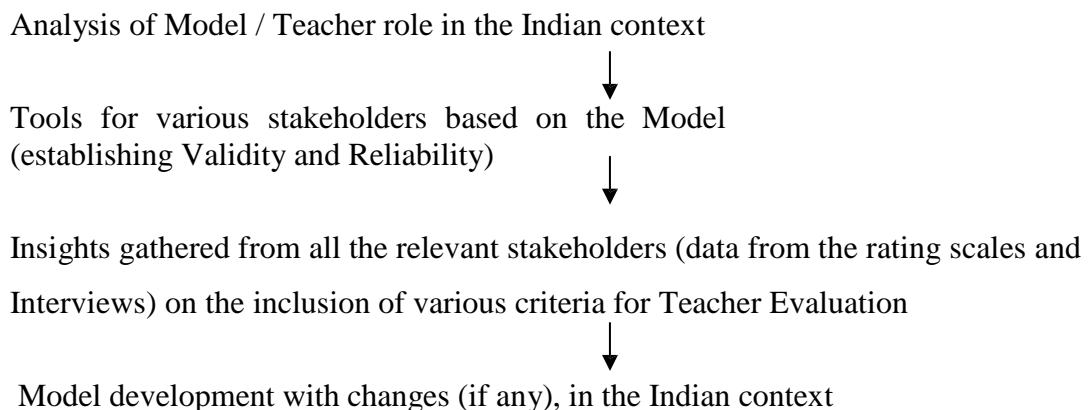 Analysis of Model / Teacher role in the Indian context
Tools for various stakeholders based on the Model
(establishing Validity and Reliability)
Insights gathered from all the relevant stakeholders (data from the rating scales and
Interviews) on the inclusion of various criteria for Teacher Evaluation
Model development with changes (if any), in the Indian context